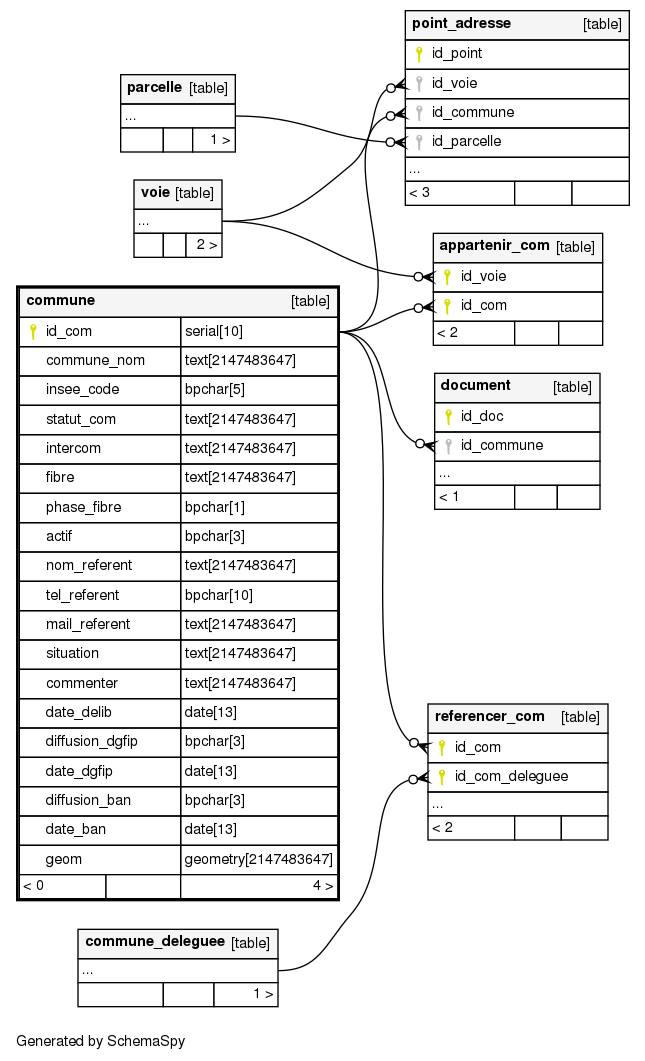 point_adresse [table]
id_point
id_voie
id_commune
id_parcelle
...
< 3
parcelle [table]
...
1 >
voie [table]
...
2 >
appartenir_com [table]
id_voie
id_com
< 2
commune [table]
id_com serial[10]
commune_nom text[2147483647]
insee_code bpchar[5]
statut_com text[2147483647]
intercom text[2147483647]
fibre text[2147483647]
phase_fibre bpchar[1]
actif bpchar[3]
nom_referent text[2147483647]
tel_referent bpchar[10]
mail_referent text[2147483647]
situation text[2147483647]
commenter text[2147483647]
date_delib date[13]
diffusion_dgfip bpchar[3]
date_dgfip date[13]
diffusion_ban bpchar[3]
date_ban date[13]
geom geometry[2147483647]
< 0 4 >
document [table]
id_doc
id_commune
...
< 1
referencer_com [table]
id_com
id_com_deleguee
...
< 2
commune_deleguee [table]
...
1 >
Generated by SchemaSpy